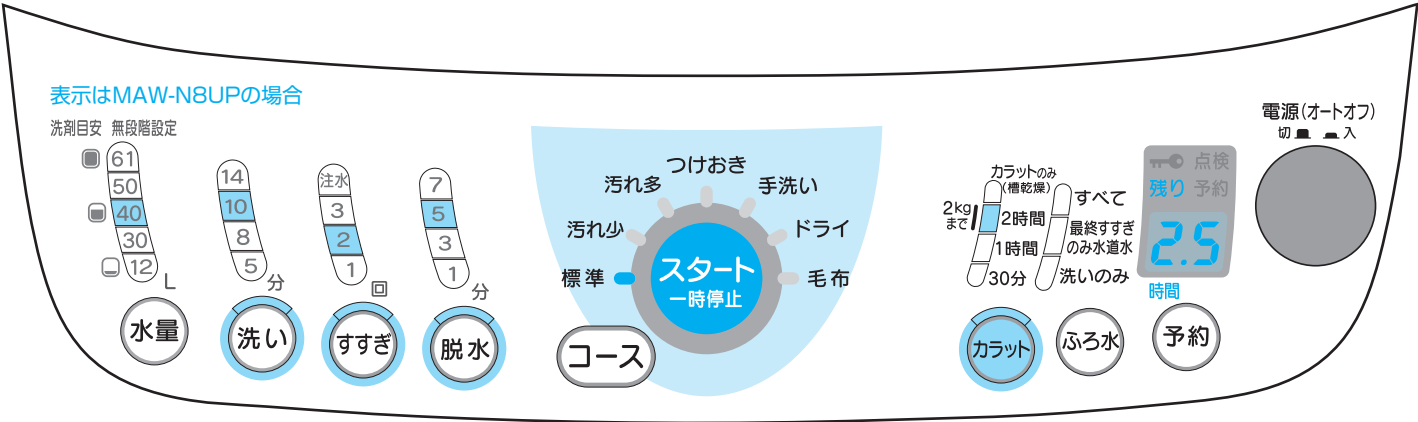 表示はMAW-N8UPの場合
洗剤目安 無段階設定
61
50
40
30
12
L
水量
14
10
8
5
分
洗い
注水
3
2
1
回
すすぎ
7
5
3
1
分
脱水
つけおき
汚れ多
手洗い
汚れ少
ドライ
標準
毛布
スタート
一時停止
コース
カラットのみ
(槽乾燥)
2kg
まで
2時間
1時間
30分
カラット
すべて
最終すすぎ
のみ水道水
洗いのみ
ふろ水
点検
残り 予約
2.5
時間
予約
電源(オートオフ)
切 入